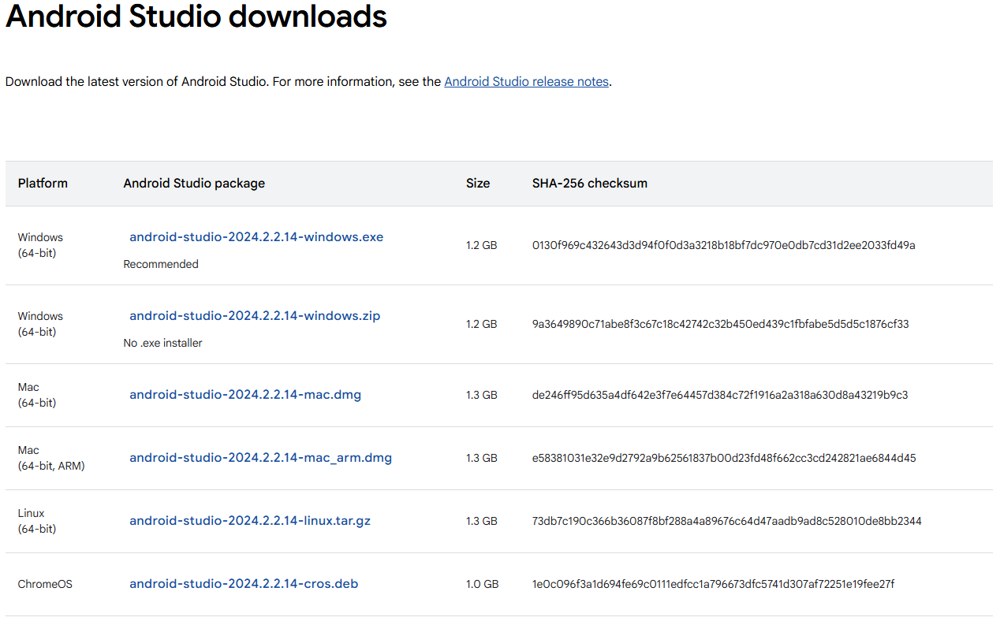 Android Studio downloads
Download the latest version of Android Studio. For more information, see the Android Studio release notes.
Platform Android Studio package Size SHA-256 checksum
Windows
(64-bit)
android-studio-2024.2.2.14-windows.exe
Recommended
1.2 GB
0130f969c432643d3d94f0f0d3a3218b18bf7dc970e0db7cd31d2ee2033fd49a
Windows
(64-bit)
android-studio-2024.2.2.14-windows.zip
No .exe installer
1.2 GB
9a3649890c71abe8f3c67c18c42742c32b450ed439c1fbfabe5d5d5c1876cf33
Mac
(64-bit)
android-studio-2024.2.2.14-mac.dmg
1.3 GB
de246ff95d635a4df642e3f7e64457d384c72f1916a2a318a630d8a43219b9c3
Mac
(64-bit, ARM)
android-studio-2024.2.2.14-mac_arm.dmg
1.3 GB
e58381031e32e9d2792a9b62561837b00d23fd48f662cc3cd242821ae6844d45
Linux
(64-bit)
android-studio-2024.2.2.14-linux.tar.gz
1.3 GB
73db7c190c366b36087f8bf288a4a89676c64d47aadb9ad8c528010de8bb2344
ChromeOS
android-studio-2024.2.2.14-cros.deb
1.0 GB
1e0c096f3a1d694fe69c0111edfcc1a796673dfc5741d307af72251e19fee27f